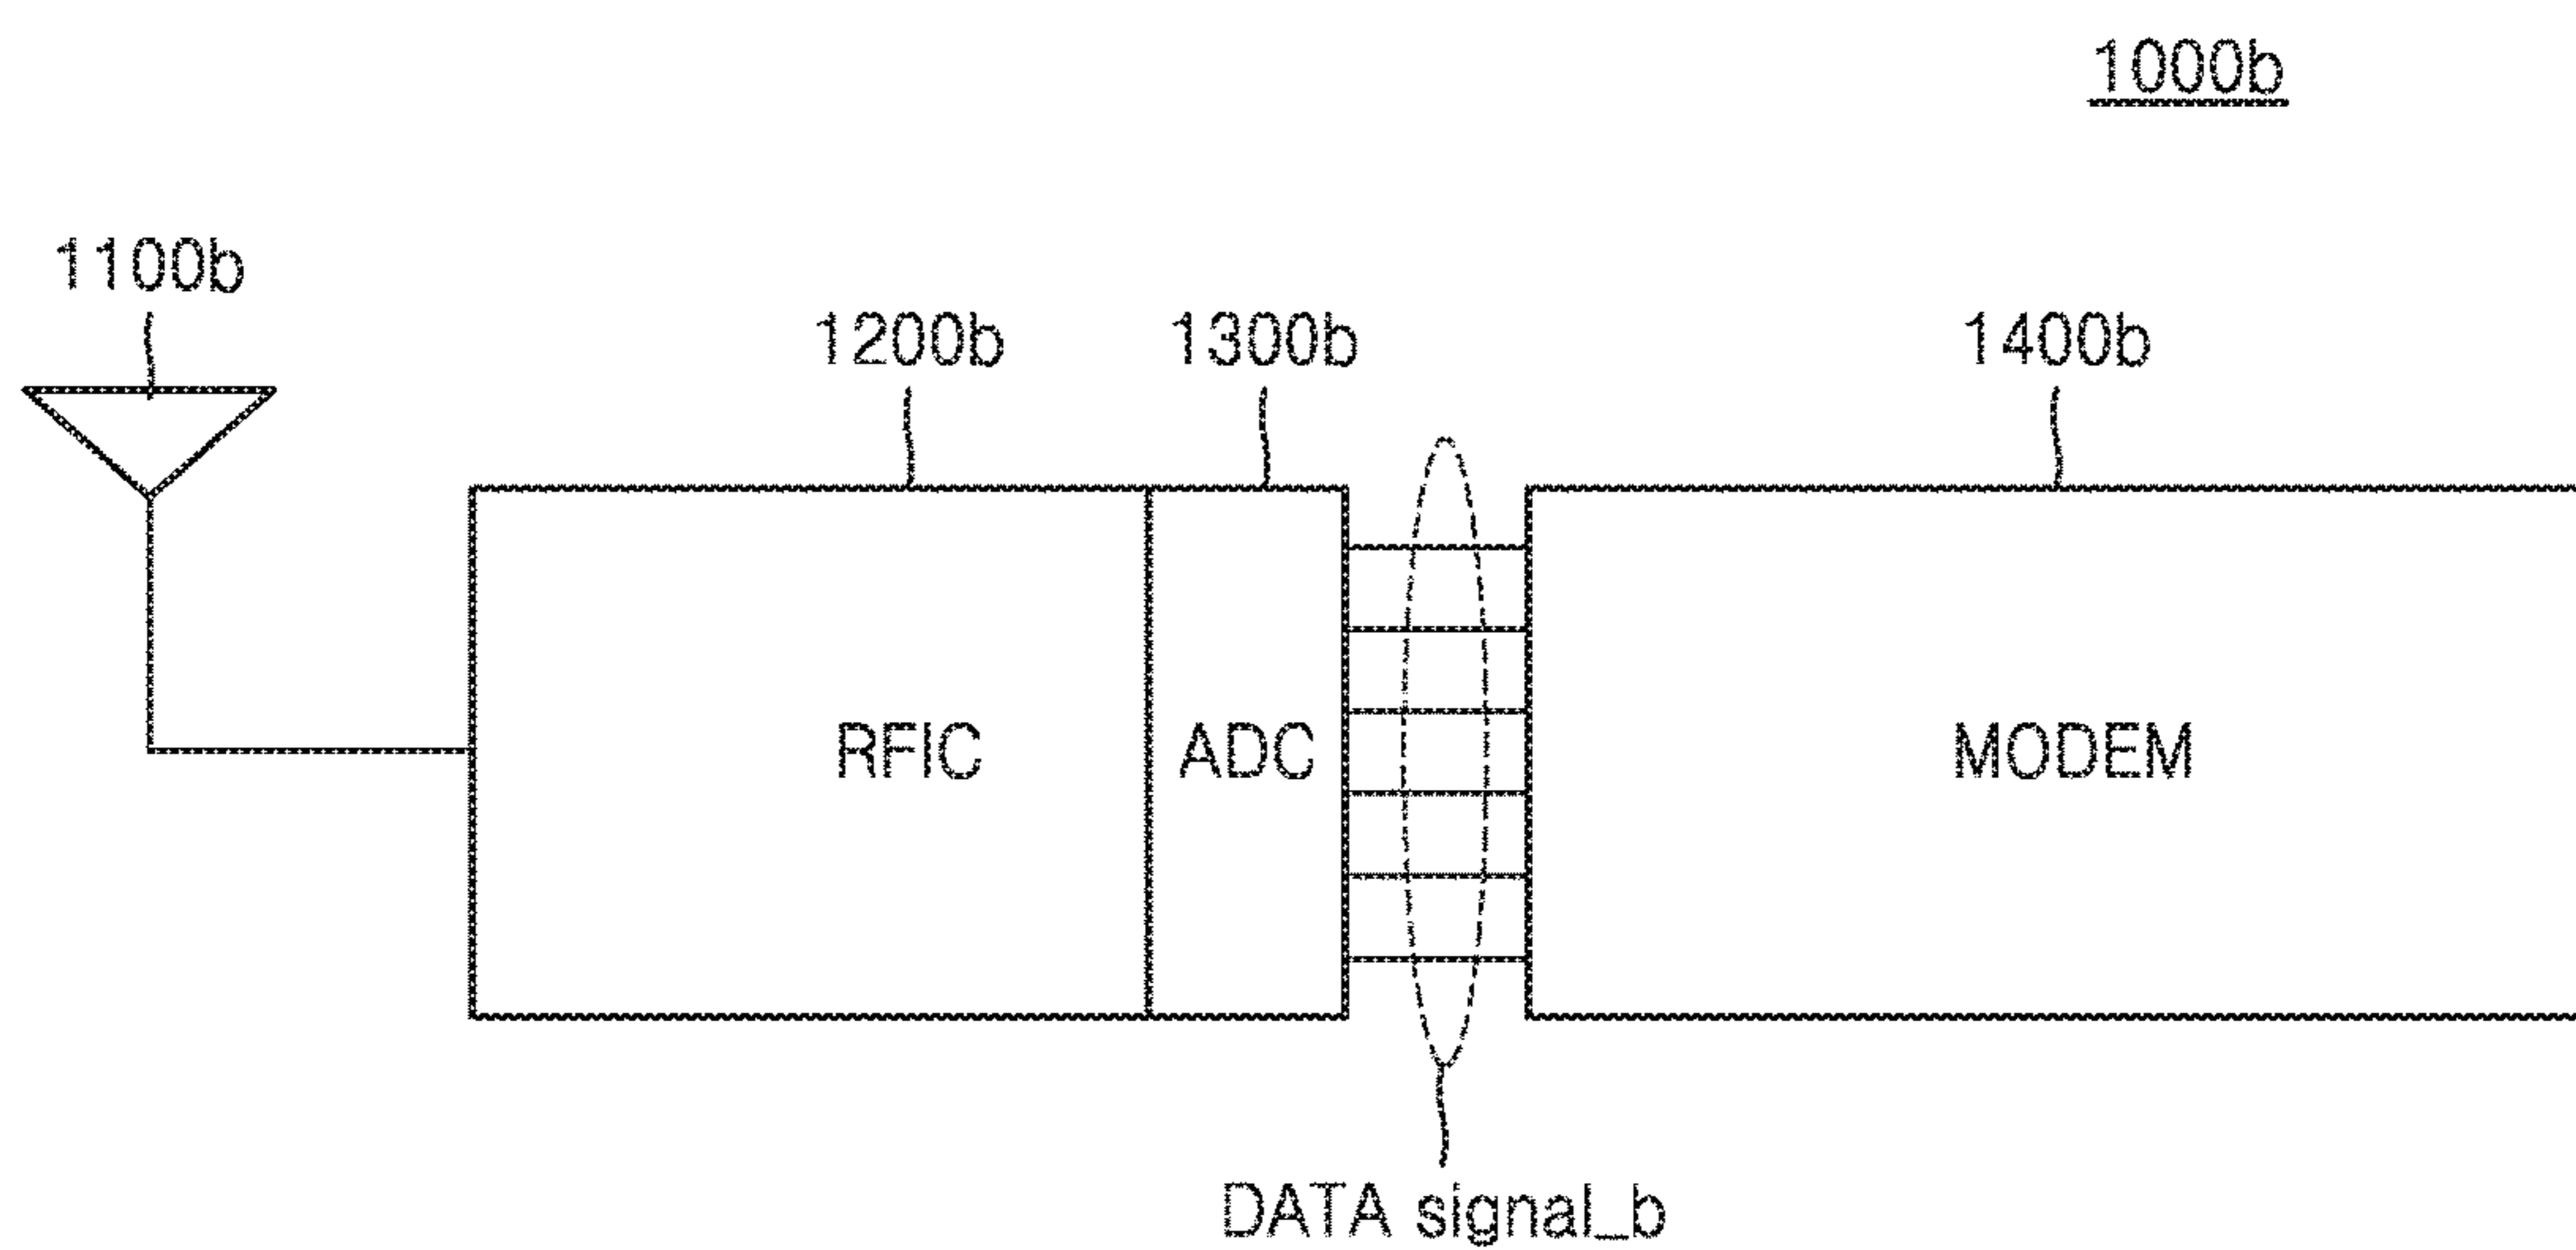 1000b
1100b
1200b 1300b 1400b
RFIC ADC MODEM
DATA signal_b